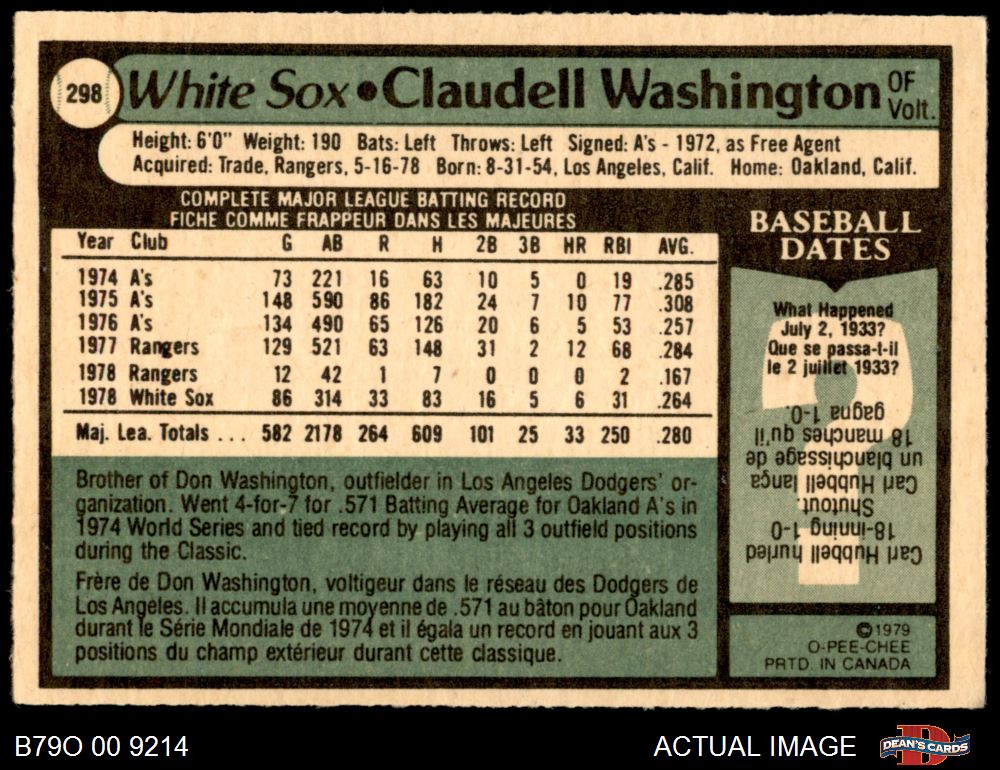 298
White Sox • Claudell Washington OF Volt.
Height: 6'0" Weight: 190 Bats: Left Throws: Left Signed: A's - 1972, as Free Agent
Acquired: Trade, Rangers, 5-16-78 Born: 8-31-54, Los Angeles, Calif. Home: Oakland, Calif.
COMPLETE MAJOR LEAGUE BATTING RECORD
FICHE COMME FRAPPEUR DANS LES MAJEURES
Year Club G AB R H 2B 3B HR RBI AVG.
1974 A's 73 221 16 63 10 5 0 19 .285
1975 A's 148 590 86 182 24 7 10 77 .308
1976 A's 134 490 65 126 20 6 5 53 .257
1977 Rangers 129 521 63 148 31 2 12 68 .284
1978 Rangers 12 42 1 7 0 0 0 2 .167
1978 White Sox 86 314 33 83 16 5 6 31 .264
Maj. Lea. Totals ... 582 2178 264 609 101 25 33 250 .280
Brother of Don Washington, outfielder in Los Angeles Dodgers' or-
ganization. Went 4-for-7 for .571 Batting Average for Oakland A's in
1974 World Series and tied record by playing all 3 outfield positions
during the Classic.
Frère de Don Washington, voltigeur dans le réseau des Dodgers de
Los Angeles. Il accumula une moyenne de .571 au bâton pour Oakland
durant le Série Mondiale de 1974 et il égala un record en jouant aux 3
positions du champ extérieur durant cette classique.
BASEBALL
DATES
What Happened
July 2, 1933?
Que se passa-t-il
le 2 juillet 1933?
Carl Hubbell hurled
18-inning 1-0
Shutout.
Carl Hubbell lança
un blanchissage de
18 manches qu'il
gagna 1-0.
©1979
O-PEE-CHEE
PRTD. IN CANADA
B79O 00 9214
ACTUAL IMAGE
D
DEAN'S CARDS